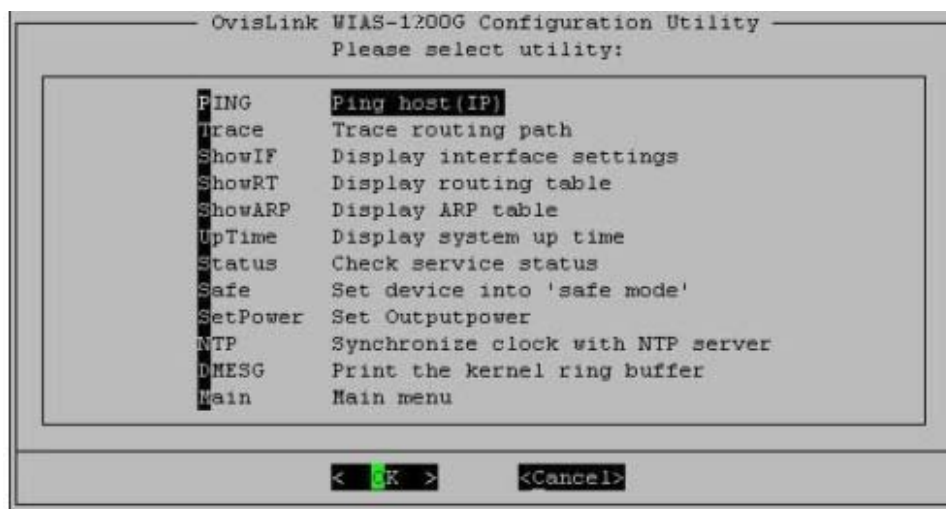 OvisLink WIAS-1200G Configuration Utility
Please select utility:
PING Ping host(IP)
Trace Trace routing path
ShowIF Display interface settings
ShowRT Display routing table
ShowARP Display ARP table
UpTime Display system up time
Status Check service status
Safe Set device into 'safe mode'
SetPower Set Outputpower
NTP Synchronize clock with NTP server
DMESG Print the kernel ring buffer
Main Main menu
< OK > <Cancel>